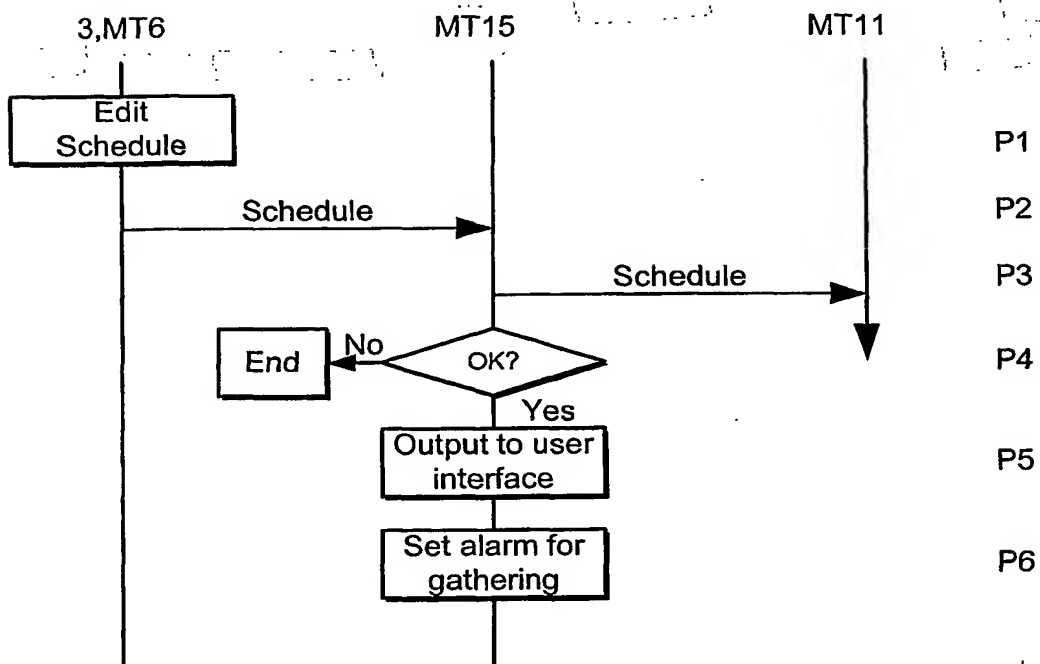 3,MT6 MT15 MT11
Edit
Schedule
P1
Schedule
P2
Schedule
P3
End
No
OK?
P4
Yes
Output to user
interface
P5
Set alarm for
gathering
P6